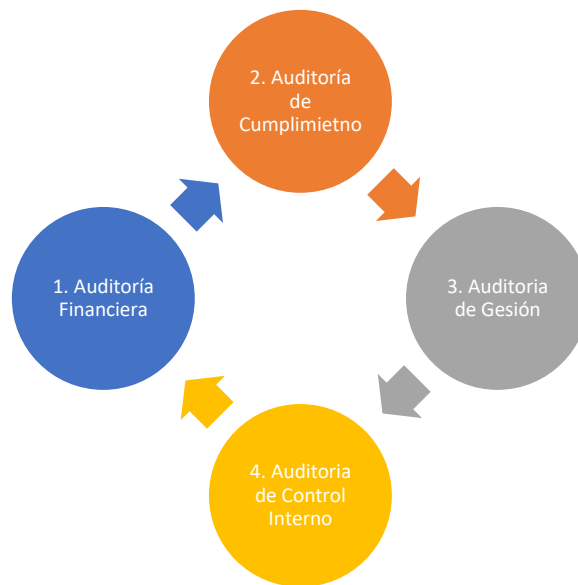 1. Auditoría
Financiera
2. Auditoría
de
Cumplimietno
3. Auditoria
de Gesión
4. Auditoria
de Control
Interno